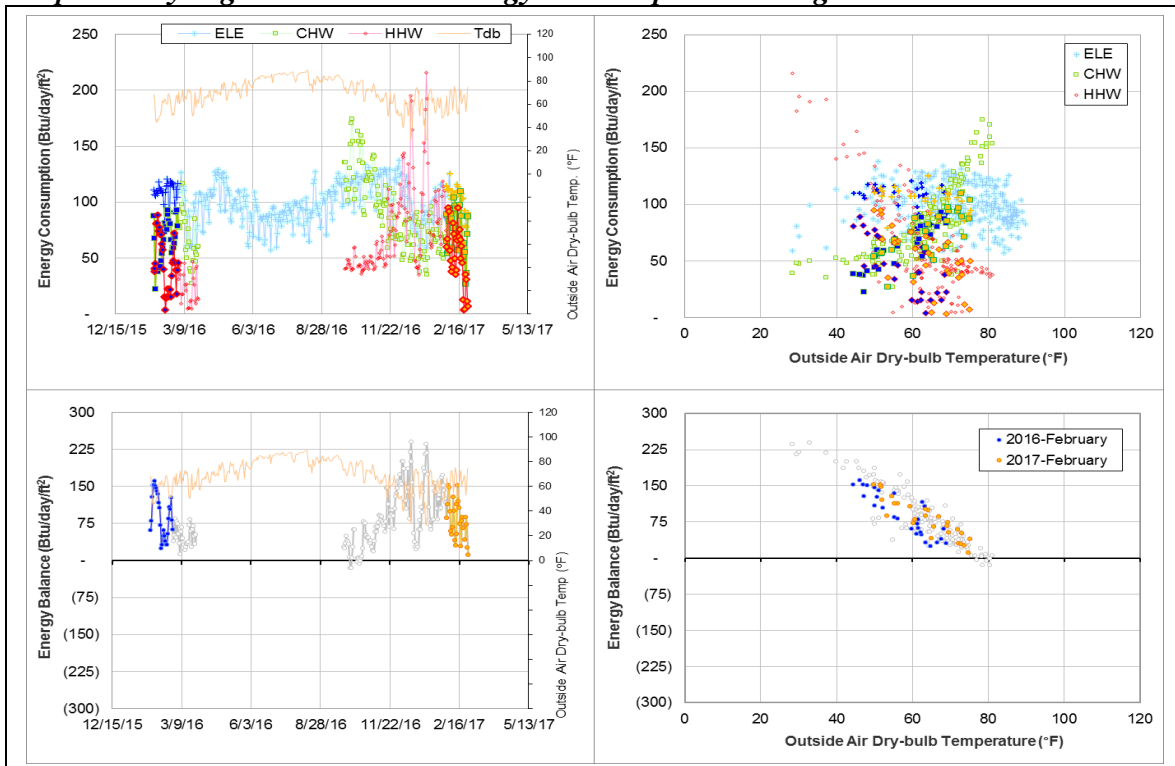 ELE CHW HHW Tdb
Energy Consumption (Btu/day/ft²)
250
200
150
100
50
-
12/15/15 3/9/16 6/3/16 8/28/16 11/22/16 2/16/17 5/13/17
120
100
80
60
40
20
0
Outside Air Dry-bulb Temp. (°F)
ELE
CHW
HHW
Energy Consumption (Btu/day/ft²)
250
200
150
100
50
-
0 20 40 60 80 100 120
Outside Air Dry-bulb Temperature (°F)
Energy Balance (Btu/day/ft²)
300
225
150
75
-
(75)
(150)
(225)
(300)
12/15/15 3/9/16 6/3/16 8/28/16 11/22/16 2/16/17 5/13/17
120
100
80
60
40
20
0
Outside Air Dry-bulb Temp (°F)
2016-February
2017-February
Energy Balance (Btu/day/ft²)
300
225
150
75
-
(75)
(150)
(225)
(300)
0 20 40 60 80 100 120
Outside Air Dry-bulb Temperature (°F)